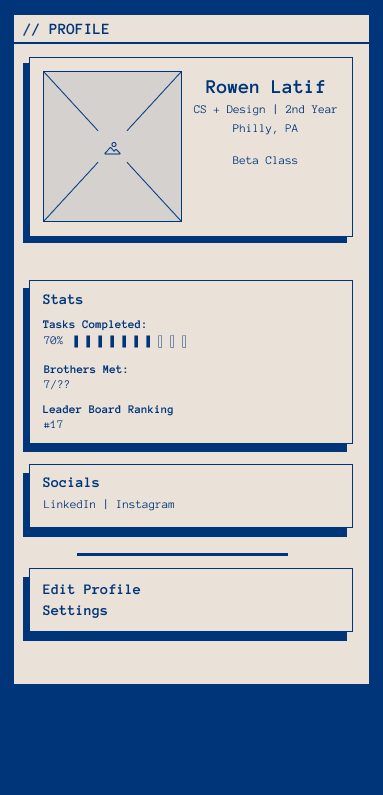 // PROFILE
Rowen Latif
CS + Design | 2nd Year
Philly, PA
Beta Class
Stats
Tasks Completed:
70%
Brothers Met:
7/??
Leader Board Ranking
#17
Socials
LinkedIn | Instagram
Edit Profile
Settings